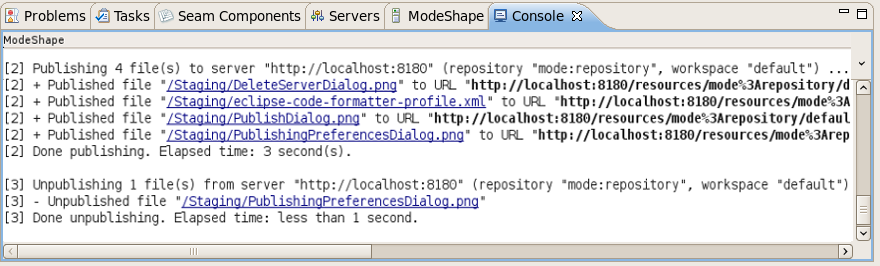 Problems Tasks Seam Components Servers ModeShape Console
ModeShape
[2] Publishing 4 file(s) to server "http://localhost:8180" (repository "mode:repository", workspace "default") ...
[2] + Published file "/Staging/DeleteServerDialog.png" to URL "http://localhost:8180/resources/mode%3Arepository/d
[2] + Published file "/Staging/eclipse-code-formatter-profile.xml" to URL "http://localhost:8180/resources/mode%3A
[2] + Published file "/Staging/PublishDialog.png" to URL "http://localhost:8180/resources/mode%3Arepository/defaul
[2] + Published file "/Staging/PublishingPreferencesDialog.png" to URL "http://localhost:8180/resources/mode%3Arep
[2] Done publishing. Elapsed time: 3 second(s).
[3] Unpublishing 1 file(s) from server "http://localhost:8180" (repository "mode:repository", workspace "default")
[3] - Unpublished file "/Staging/PublishingPreferencesDialog.png"
[3] Done unpublishing. Elapsed time: less than 1 second.